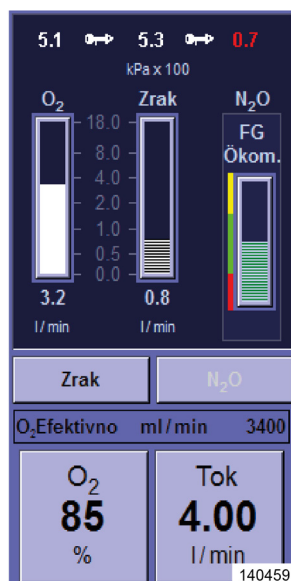 5.1 5.3 0.7
kPa x 100
O₂ Zrak N₂O
FG
Ökom.
18.0
8.0
4.0
2.0
1.0
0.5
0.0
3.2 0.8
l/min l/min
Zrak N₂O
O₂Efektivno ml/min 3400
O₂ Tok
85 4.00
% l/min
140459